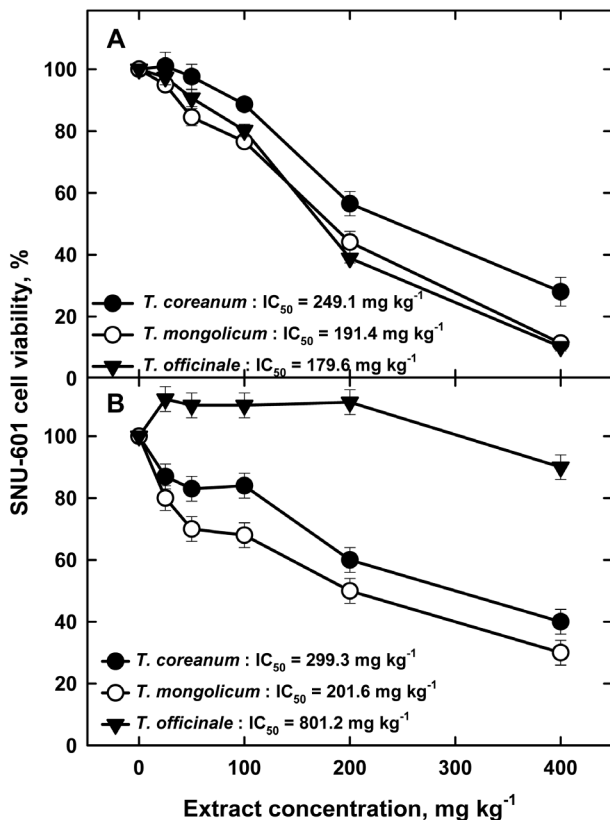 SNU-601 cell viability, %
A
100
80
60
40
20
0
T. coreanum : IC50 = 249.1 mg kg-1
T. mongolicum : IC50 = 191.4 mg kg-1
T. officinale : IC50 = 179.6 mg kg-1
B
100
80
60
40
20
0
T. coreanum : IC50 = 299.3 mg kg-1
T. mongolicum : IC50 = 201.6 mg kg-1
T. officinale : IC50 = 801.2 mg kg-1
0 100 200 300 400
Extract concentration, mg kg-1